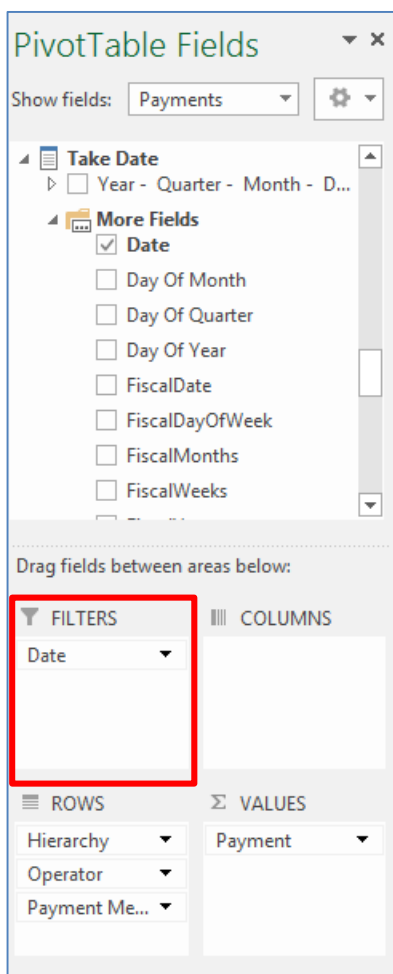 PivotTable Fields
Show fields: Payments
Take Date
Year - Quarter - Month - D...
More Fields
Date
Day Of Month
Day Of Quarter
Day Of Year
FiscalDate
FiscalDayOfWeek
FiscalMonths
FiscalWeeks
Drag fields between areas below:
FILTERS COLUMNS
Date
ROWS Σ VALUES
Hierarchy Payment
Operator
Payment Me...